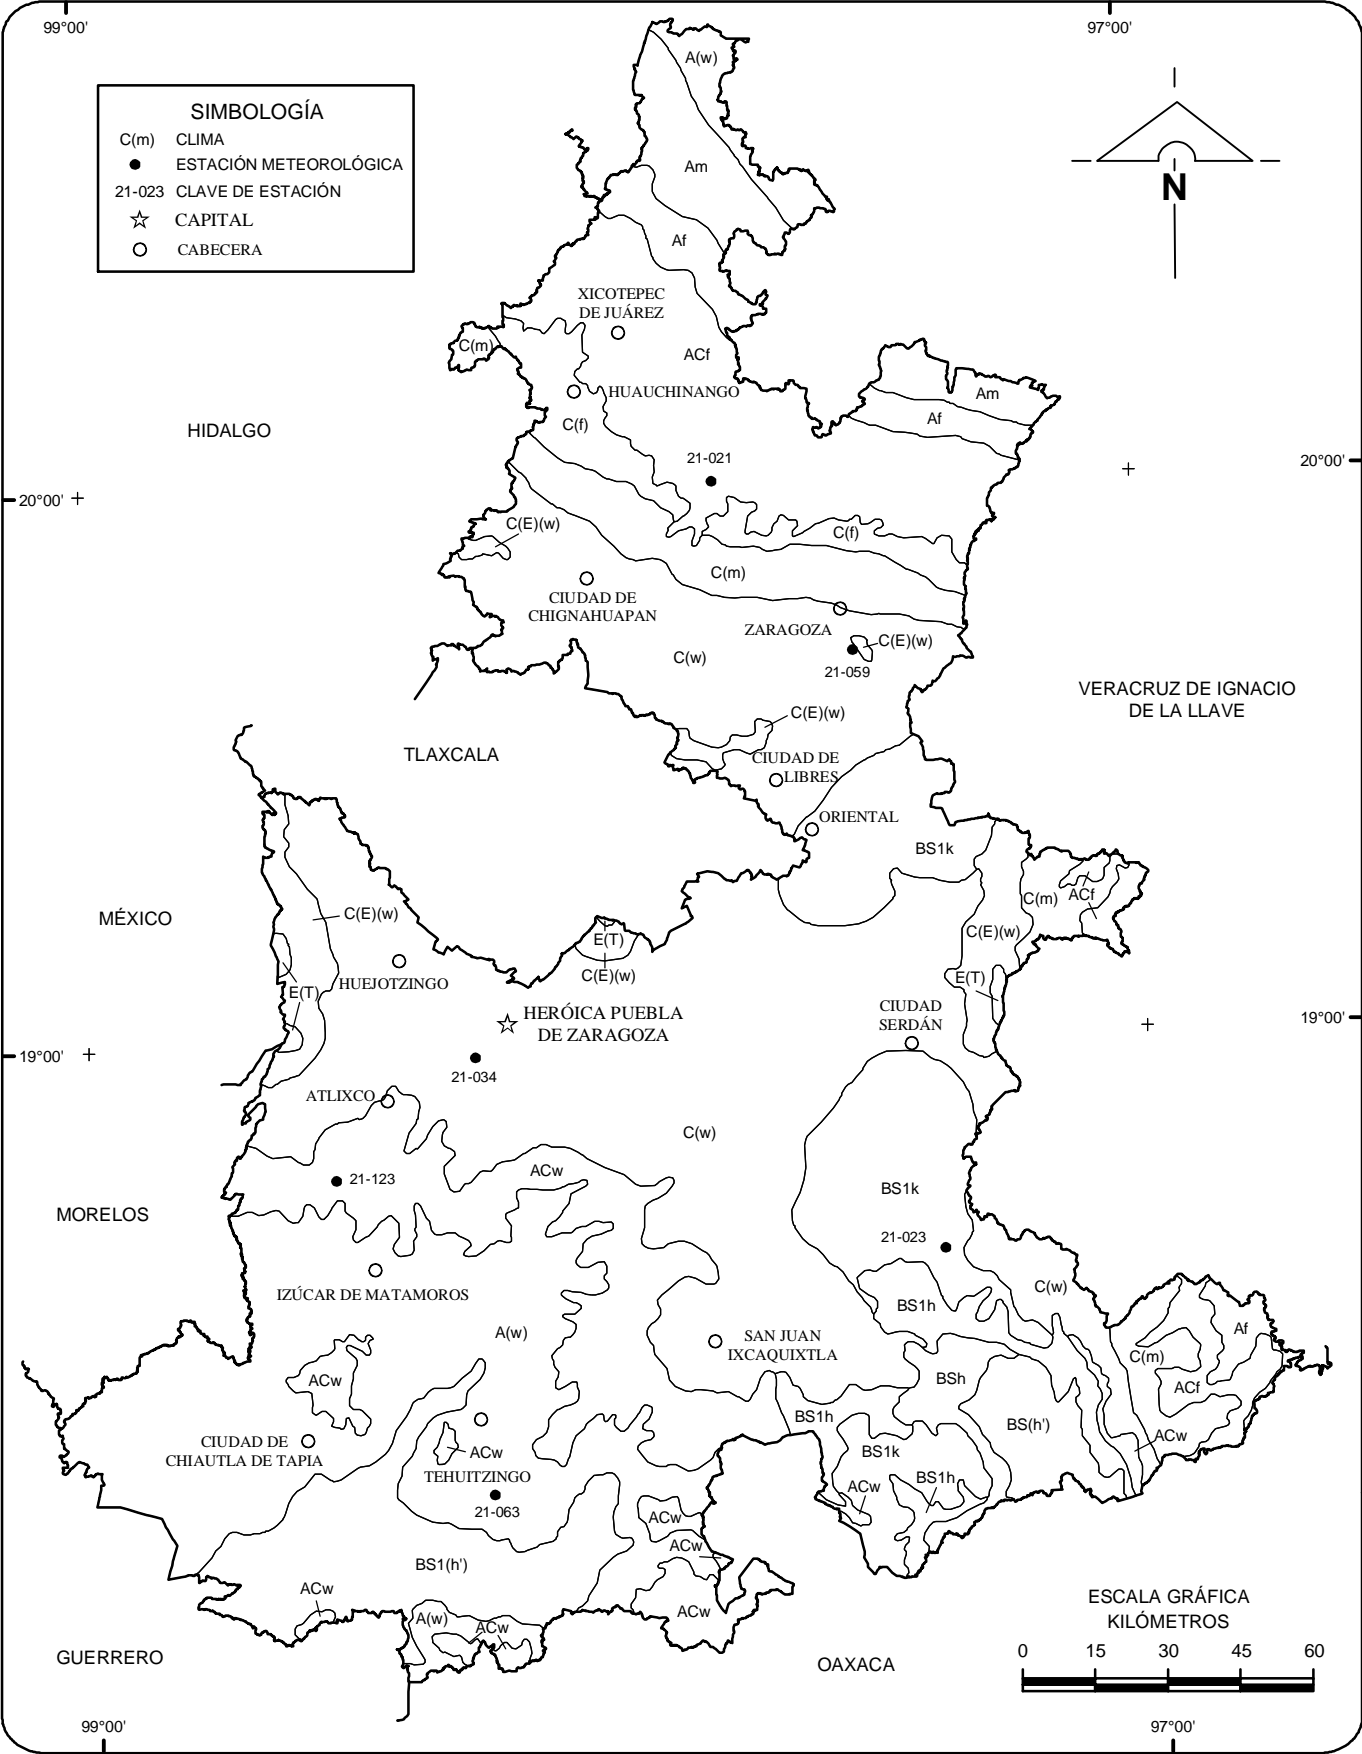 99°00'
97°00'
SIMBOLOGÍA
C(m) CLIMA
ESTACIÓN METEOROLÓGICA
21-023 CLAVE DE ESTACIÓN
CAPITAL
CABECERA
N
A(w)
Am
Af
XICOTEPEC
DE JUÁREZ
C(m)
ACf
HUAUCHINANGO
Am
Af
C(f)
HIDALGO
21-021
20°00'
20°00'
C(E)(w)
C(f)
C(m)
CIUDAD DE
CHIGNAHUAPAN
ZARAGOZA
C(E)(w)
C(w)
21-059
VERACRUZ DE IGNACIO
DE LA LLAVE
C(E)(w)
TLAXCALA
CIUDAD DE
LIBRES
ORIENTAL
BS1k
MÉXICO
C(E)(w)
C(m)
ACf
C(E)(w)
E(T)
C(E)(w)
HUEJOTZINGO
E(T)
E(T)
HERÓICA PUEBLA
DE ZARAGOZA
CIUDAD
SERDÁN
19°00'
19°00'
21-034
ATLIXCO
C(w)
ACw
21-123
BS1k
MORELOS
21-023
IZÚCAR DE MATAMOROS
C(w)
BS1h
A(w)
SAN JUAN
IXCAQUIXTLA
Af
C(m)
ACw
BSh
ACf
BS1h
BS(h')
CIUDAD DE
CHIAUTLA DE TAPIA
ACw
BS1k
ACw
TEHUITZINGO
BS1h
ACw
21-063
ACw
ACw
BS1(h')
ACw
ACw
A(w)
ACw
ESCALA GRÁFICA
KILÓMETROS
0 15 30 45 60
GUERRERO
OAXACA
99°00'
97°00'